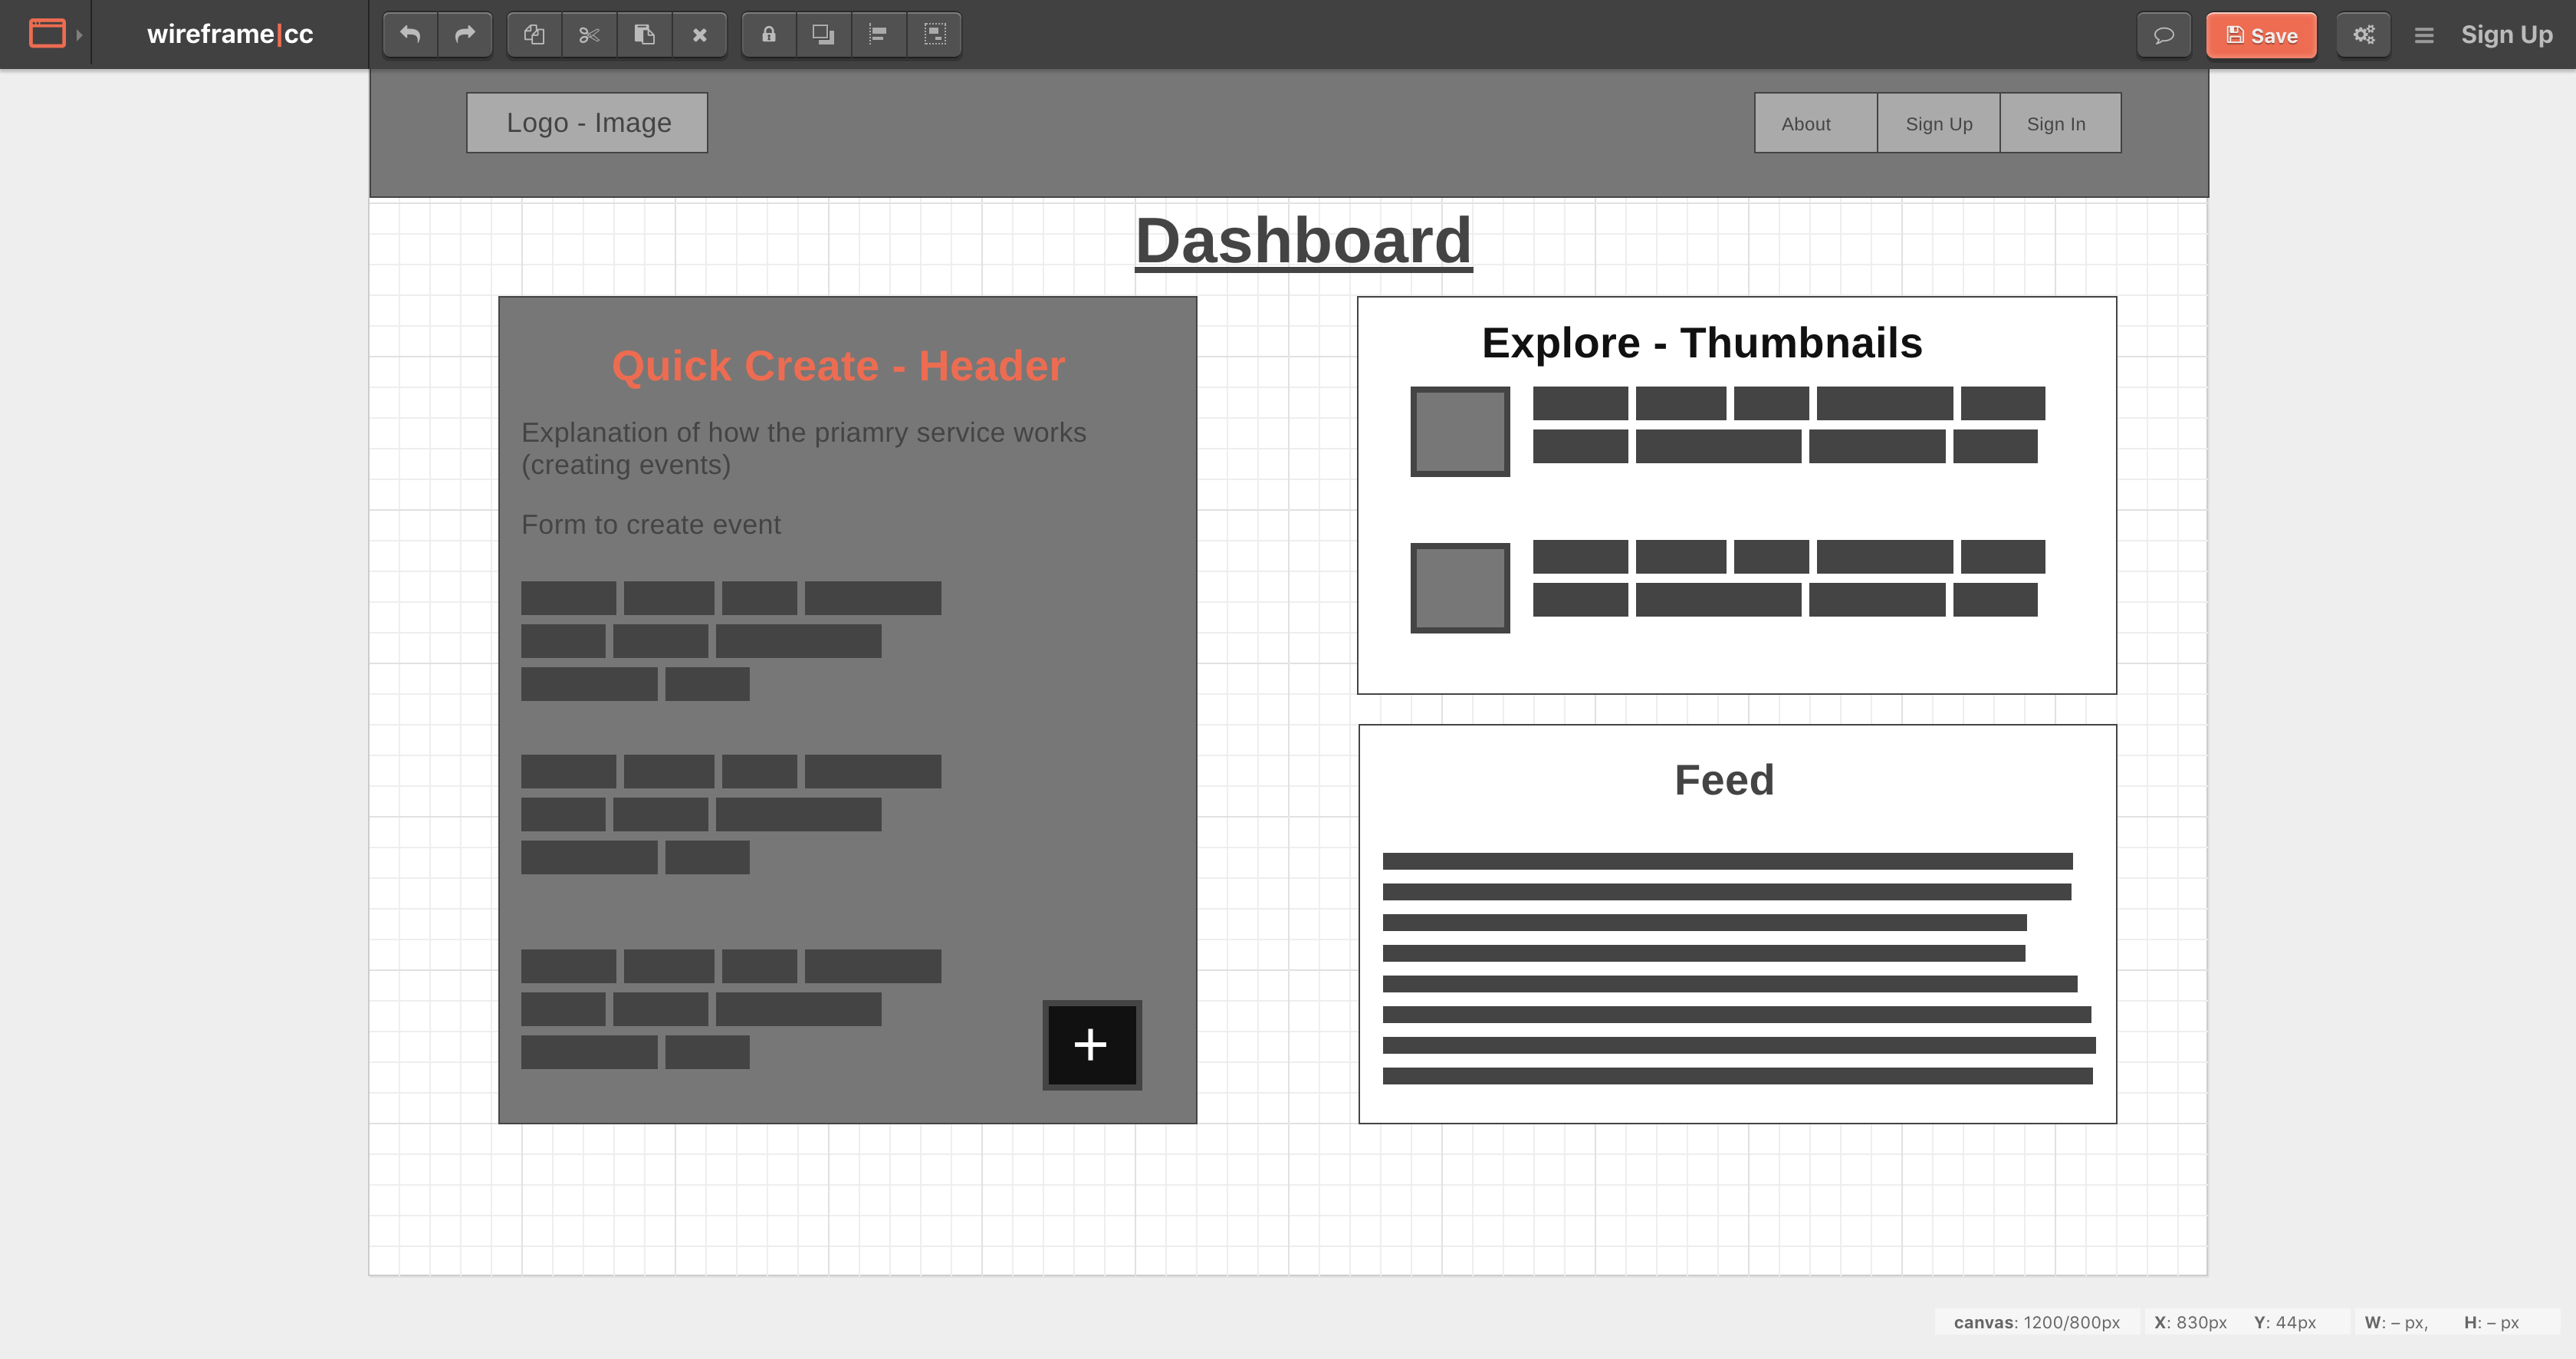 wireframe|cc
Save
Sign Up
Logo - Image
About
Sign Up
Sign In
Dashboard
Quick Create - Header
Explanation of how the priamry service works
(creating events)
Form to create event
+
Explore - Thumbnails
Feed
canvas: 1200/800px
X: 830px
Y: 44px
W: – px,
H: – px